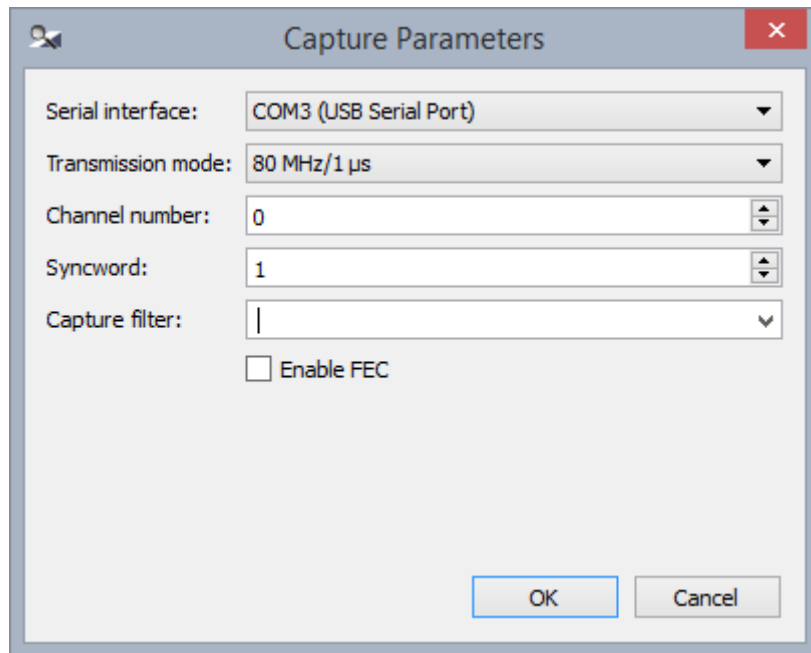 Capture Parameters
Serial interface: COM3 (USB Serial Port)
Transmission mode: 80 MHz/1 µs
Channel number: 0
Syncword: 1
Capture filter:
Enable FEC
OK Cancel